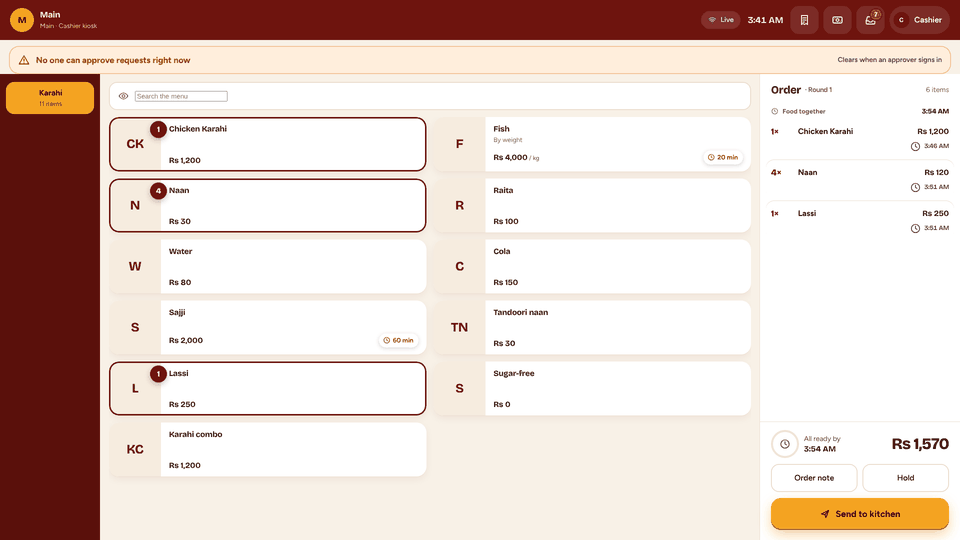 M
Main
Main · Cashier kiosk
Live
3:41 AM
7
C
Cashier
No one can approve requests right now
Clears when an approver signs in
Karahi
11 items
Search the menu
CK
1
Chicken Karahi
Rs 1,200
F
Fish
By weight
Rs 4,000 / kg
20 min
N
4
Naan
Rs 30
R
Raita
Rs 100
W
Water
Rs 80
C
Cola
Rs 150
S
Sajji
Rs 2,000
60 min
TN
Tandoori naan
Rs 30
L
1
Lassi
Rs 250
S
Sugar-free
Rs 0
KC
Karahi combo
Rs 1,200
Order · Round 1
6 items
Food together
3:54 AM
1× Chicken Karahi Rs 1,200
3:46 AM
4× Naan Rs 120
3:51 AM
1× Lassi Rs 250
3:51 AM
All ready by
3:54 AM
Rs 1,570
Order note
Hold
Send to kitchen